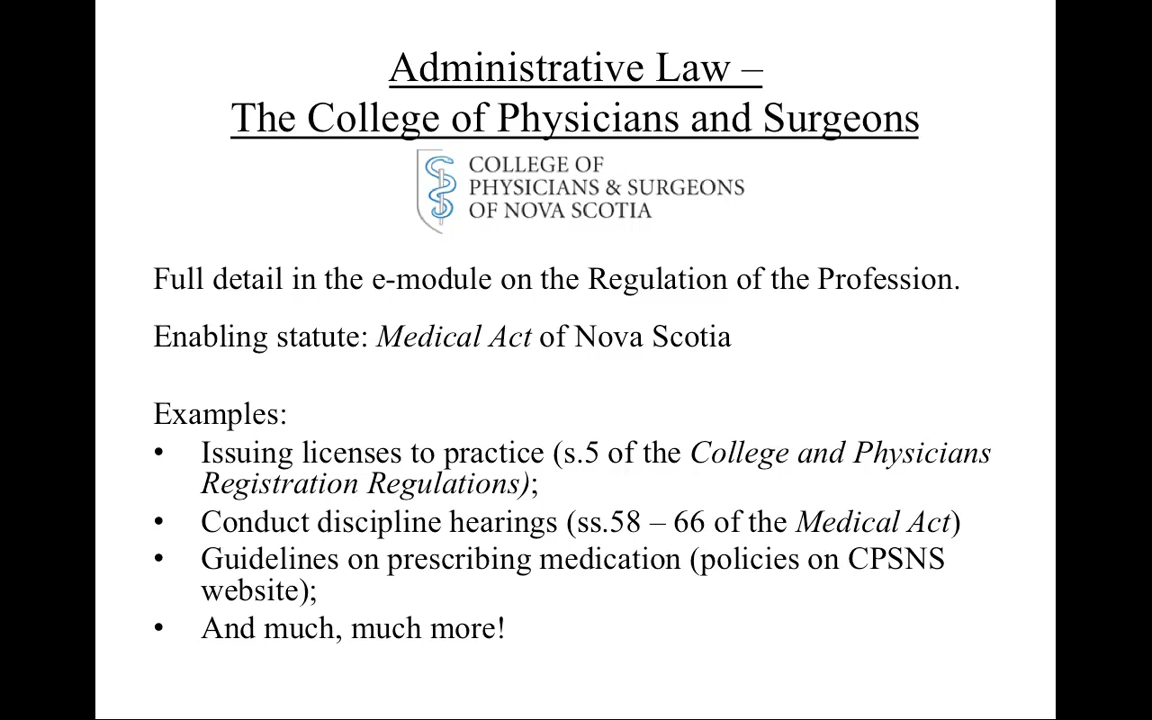 Administrative Law –
The College of Physicians and Surgeons
COLLEGE OF
PHYSICIANS & SURGEONS
OF NOVA SCOTIA
Full detail in the e-module on the Regulation of the Profession.
Enabling statute: Medical Act of Nova Scotia
Examples:
• Issuing licenses to practice (s.5 of the College and Physicians
Registration Regulations);
• Conduct discipline hearings (ss.58 – 66 of the Medical Act)
• Guidelines on prescribing medication (policies on CPSNS
website);
• And much, much more!